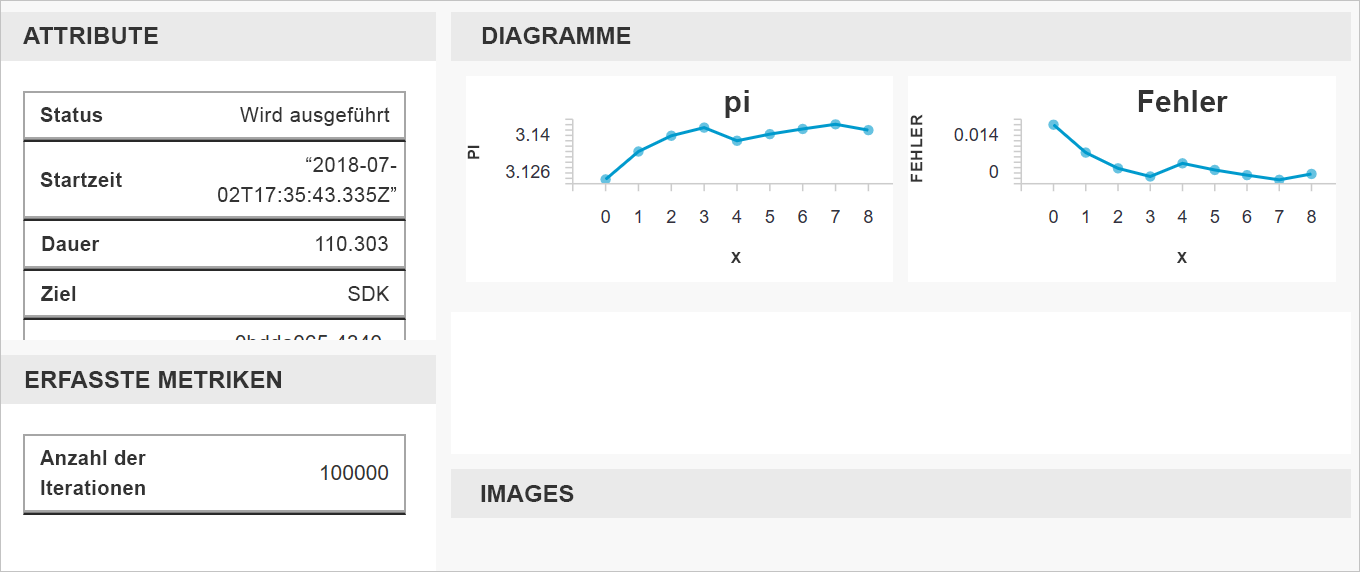 ATTRIBUTE
Status Wird ausgeführt
Startzeit “2018-07-
02T17:35:43.335Z”
Dauer 110.303
Ziel SDK
ERFASSTE METRIKEN
Anzahl der
Iterationen 100000
DIAGRAMME
pi
PI
3.14
3.126
0 1 2 3 4 5 6 7 8
X
Fehler
FEHLER
0.014
0
0 1 2 3 4 5 6 7 8
X
IMAGES